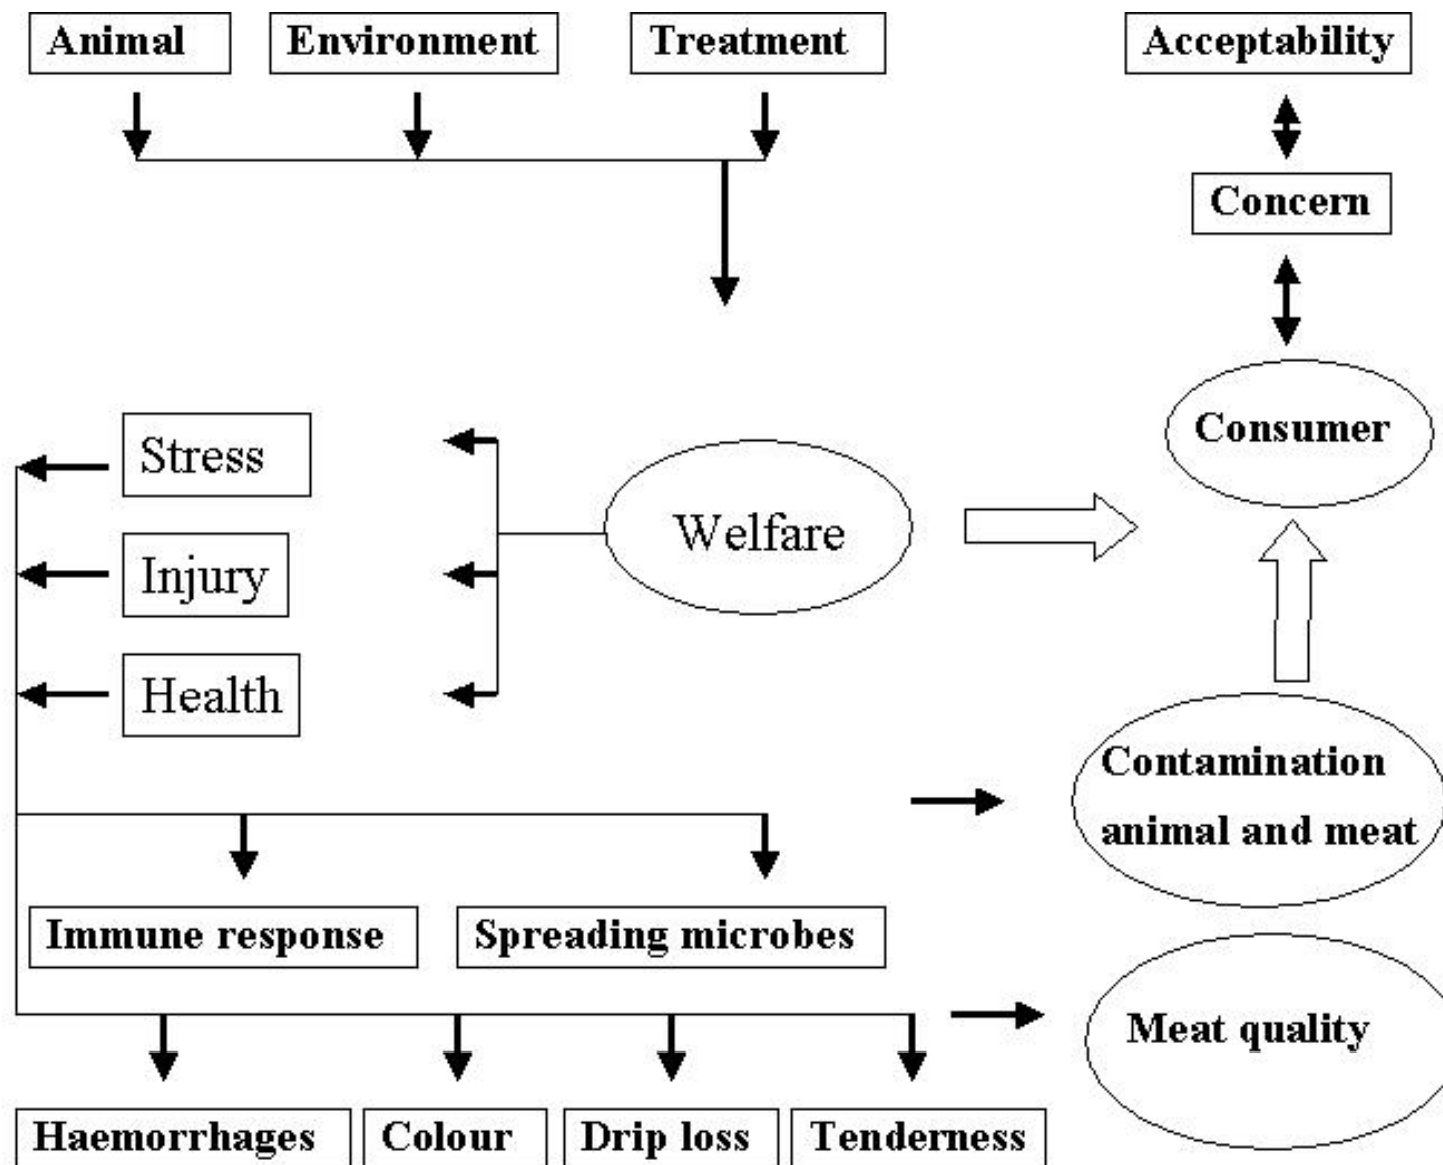 Animal
Environment
Treatment
Acceptability
Concern
Consumer
Stress
Welfare
Injury
Health
Contamination
animal and meat
Immune response
Spreading microbes
Meat quality
Haemorrhages
Colour
Drip loss
Tenderness